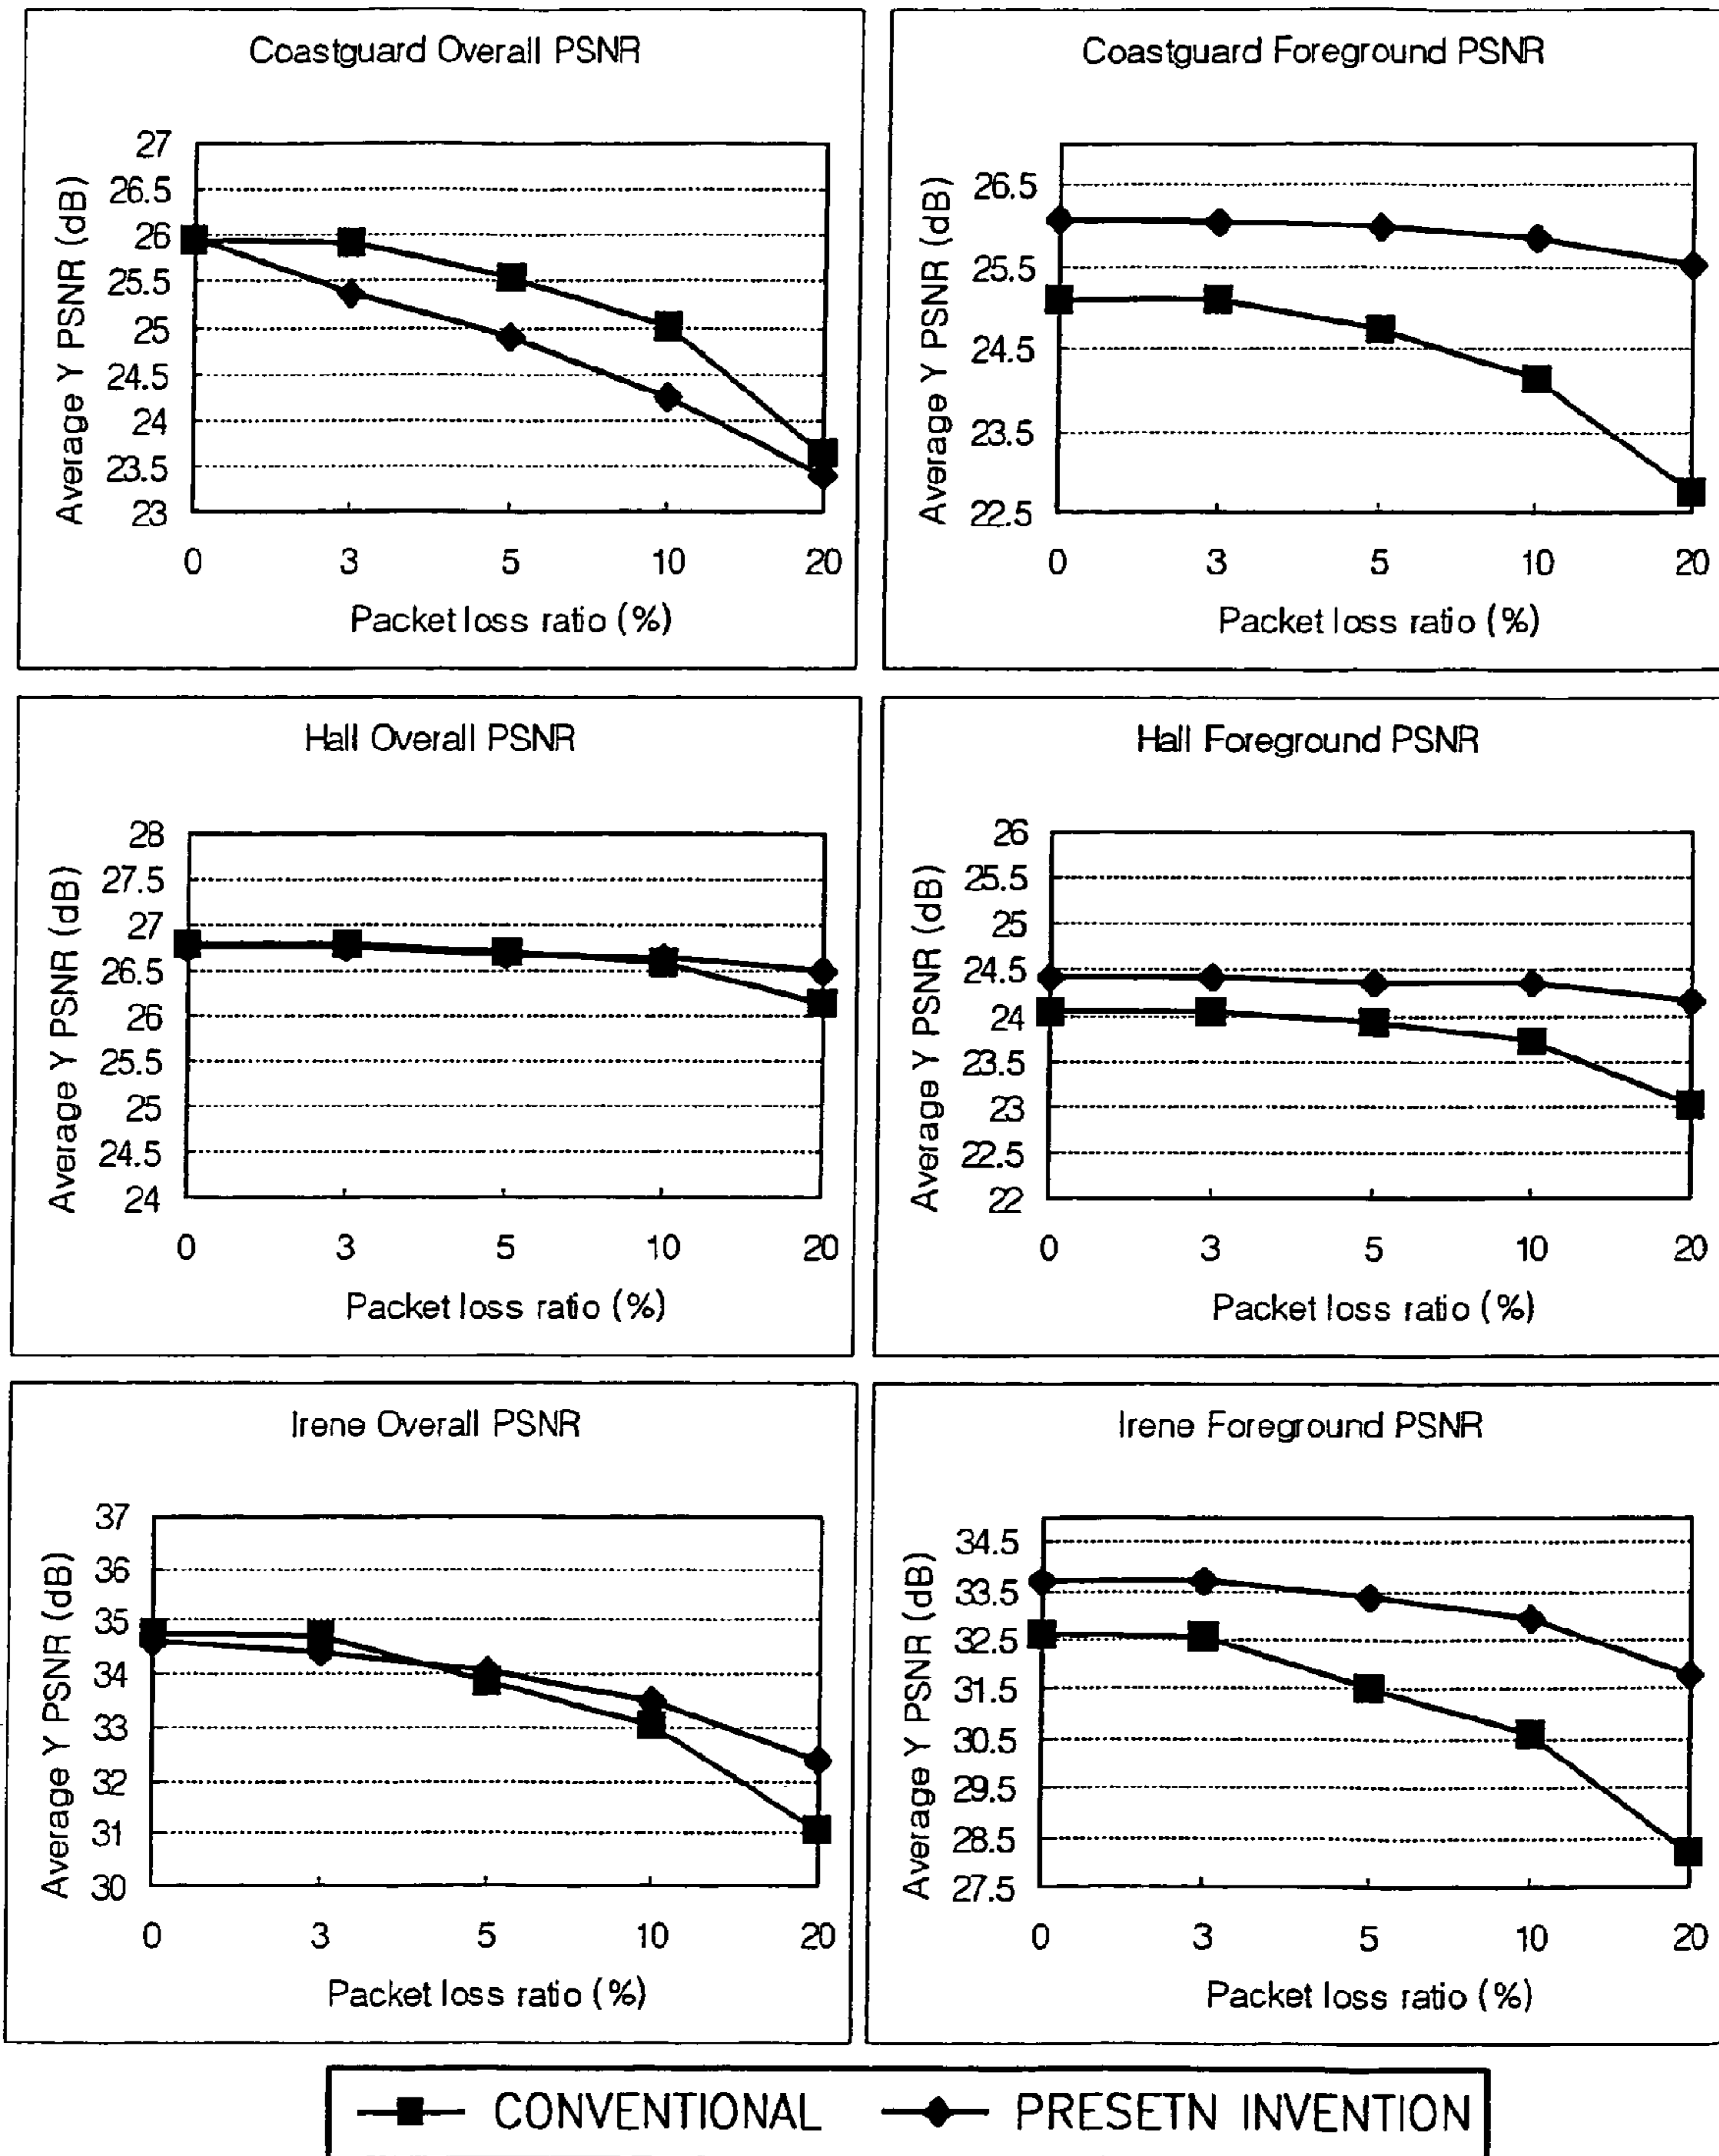 Coastguard Overall PSNR
Average Y PSNR (dB)
27
26.5
26
25.5
25
24.5
24
23.5
23
0 3 5 10 20
Packet loss ratio (%)
Coastguard Foreground PSNR
Average Y PSNR (dB)
26.5
25.5
24.5
23.5
22.5
0 3 5 10 20
Packet loss ratio (%)
Hall Overall PSNR
Average Y PSNR (dB)
28
27.5
27
26.5
26
25.5
25
24.5
24
0 3 5 10 20
Packet loss ratio (%)
Hall Foreground PSNR
Average Y PSNR (dB)
26
25.5
25
24.5
24
23.5
23
22.5
22
0 3 5 10 20
Packet loss ratio (%)
Irene Overall PSNR
Average Y PSNR (dB)
37
36
35
34
33
32
31
30
0 3 5 10 20
Packet loss ratio (%)
Irene Foreground PSNR
Average Y PSNR (dB)
34.5
33.5
32.5
31.5
30.5
29.5
28.5
27.5
0 3 5 10 20
Packet loss ratio (%)
CONVENTIONAL PRESETN INVENTION